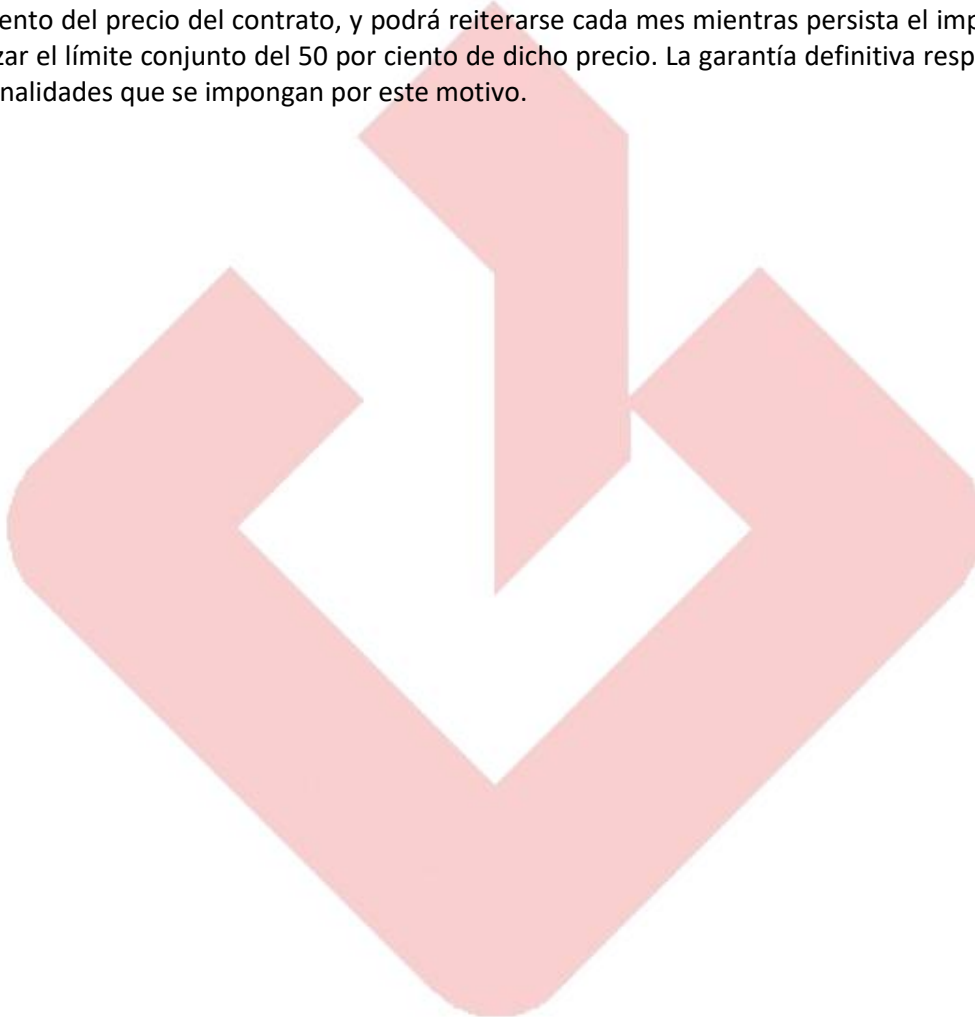 ento del precio del contrato, y podrá reiterarse cada mes mientras persista el imp
zar el límite conjunto del 50 por ciento de dicho precio. La garantía definitiva resp
nalidades que se impongan por este motivo.